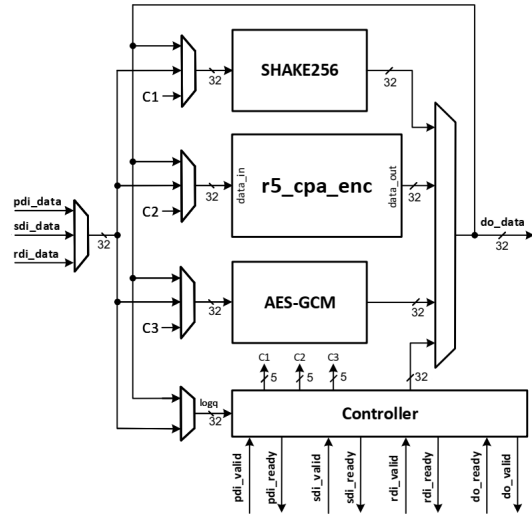 SHAKE256
32
32
C1
r5_cpa_enc
data_in
data_out
32
32
C2
pdi_data
sdi_data
rdi_data
32
do_data
32
AES-GCM
32
32
C3
C1
C2
C3
5
5
5
32
logq
32
Controller
pdi_valid
pdi_ready
sdi_valid
sdi_ready
rdi_valid
rdi_ready
do_ready
do_valid